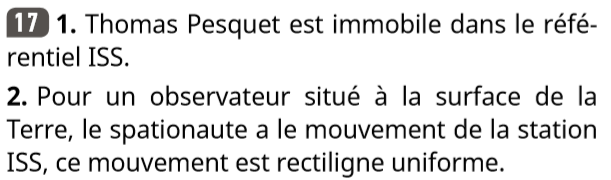 17 1. Thomas Pesquet est immobile dans le réfé-
rentiel ISS.
2. Pour un observateur situé à la surface de la
Terre, le spationaute a le mouvement de la station
ISS, ce mouvement est rectiligne uniforme.